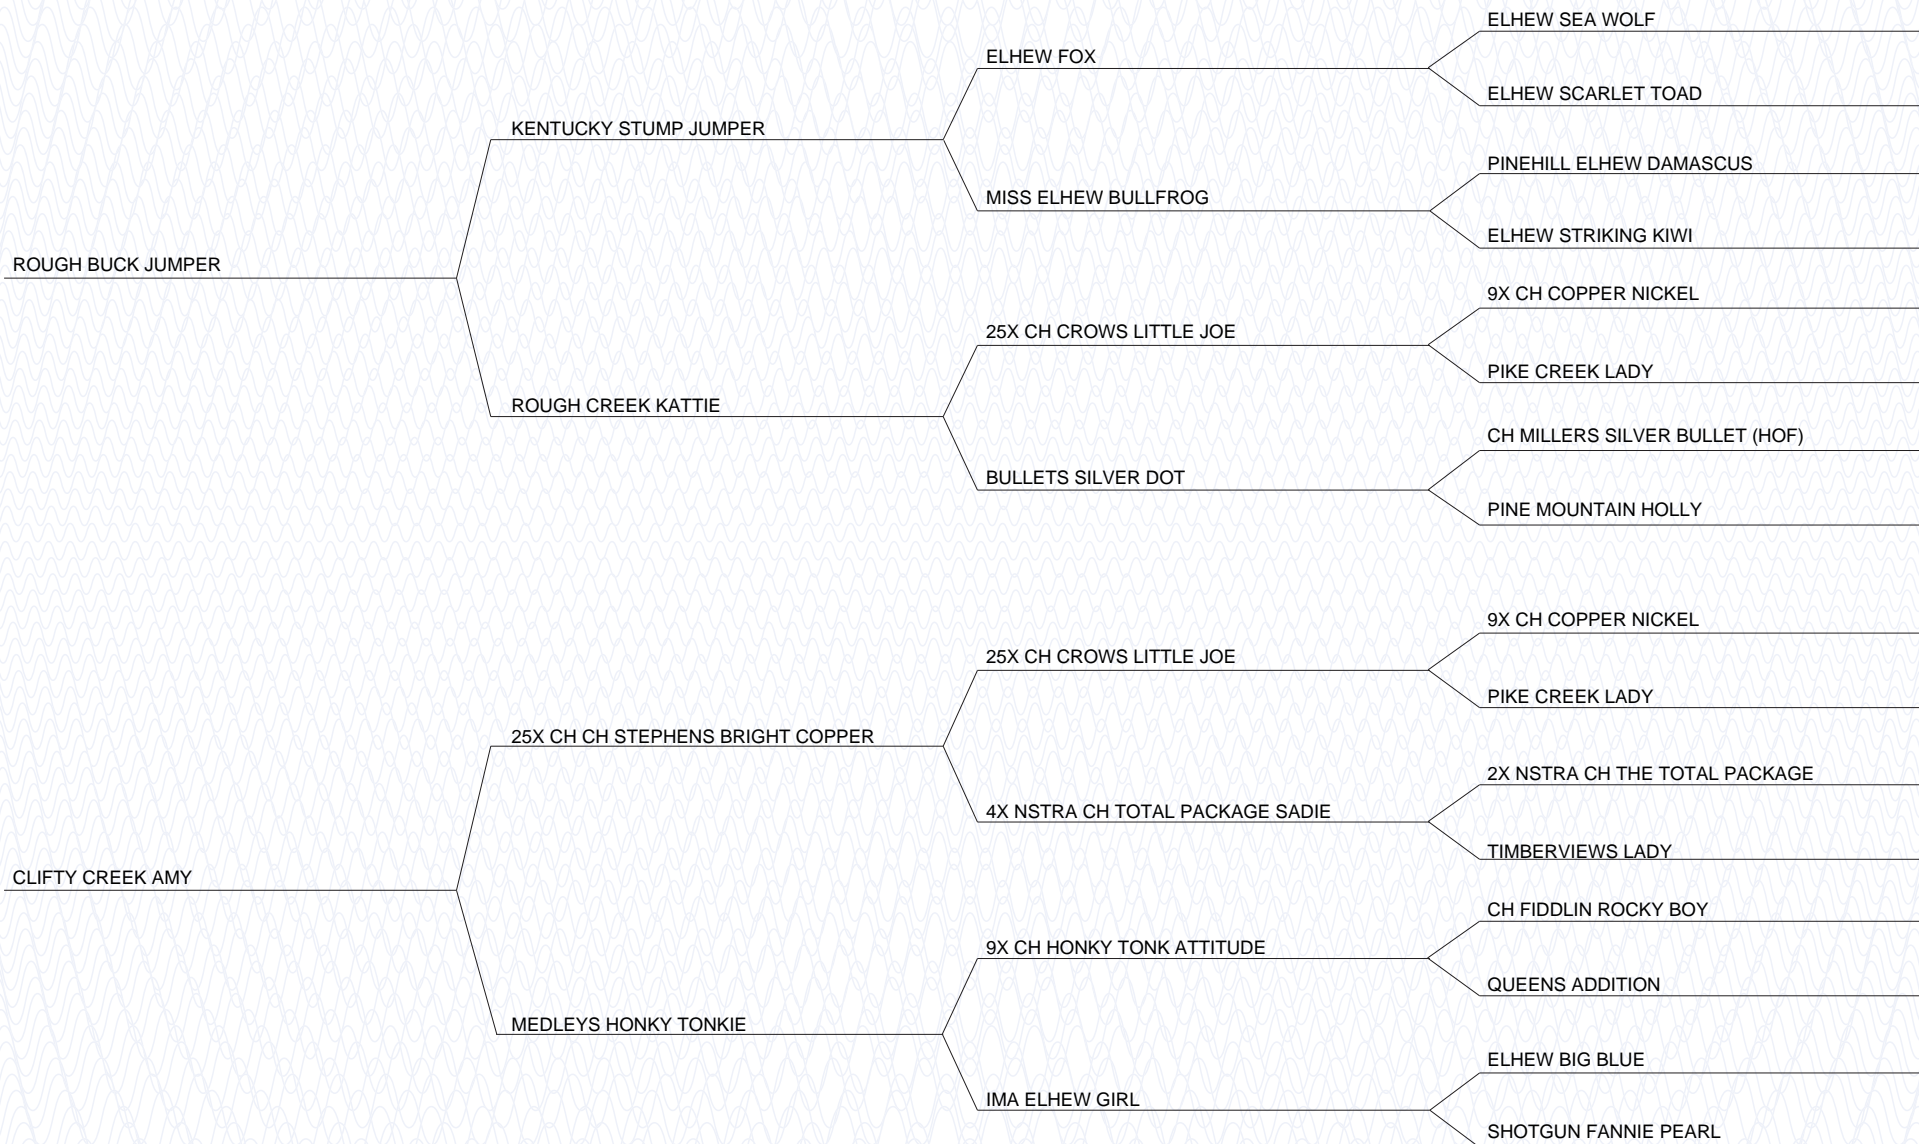 ELHEW SEA WOLF
ELHEW FOX
ELHEW SCARLET TOAD
KENTUCKY STUMP JUMPER
PINEHILL ELHEW DAMASCUS
MISS ELHEW BULLFROG
ELHEW STRIKING KIWI
ROUGH BUCK JUMPER
9X CH COPPER NICKEL
25X CH CROWS LITTLE JOE
PIKE CREEK LADY
ROUGH CREEK KATTIE
CH MILLERS SILVER BULLET (HOF)
BULLETS SILVER DOT
PINE MOUNTAIN HOLLY
9X CH COPPER NICKEL
25X CH CROWS LITTLE JOE
PIKE CREEK LADY
25X CH CH STEPHENS BRIGHT COPPER
2X NSTRA CH THE TOTAL PACKAGE
4X NSTRA CH TOTAL PACKAGE SADIE
TIMBERVIEWS LADY
CLIFTY CREEK AMY
CH FIDDLIN ROCKY BOY
9X CH HONKY TONK ATTITUDE
QUEENS ADDITION
MEDLEYS HONKY TONKIE
ELHEW BIG BLUE
IMA ELHEW GIRL
SHOTGUN FANNIE PEARL